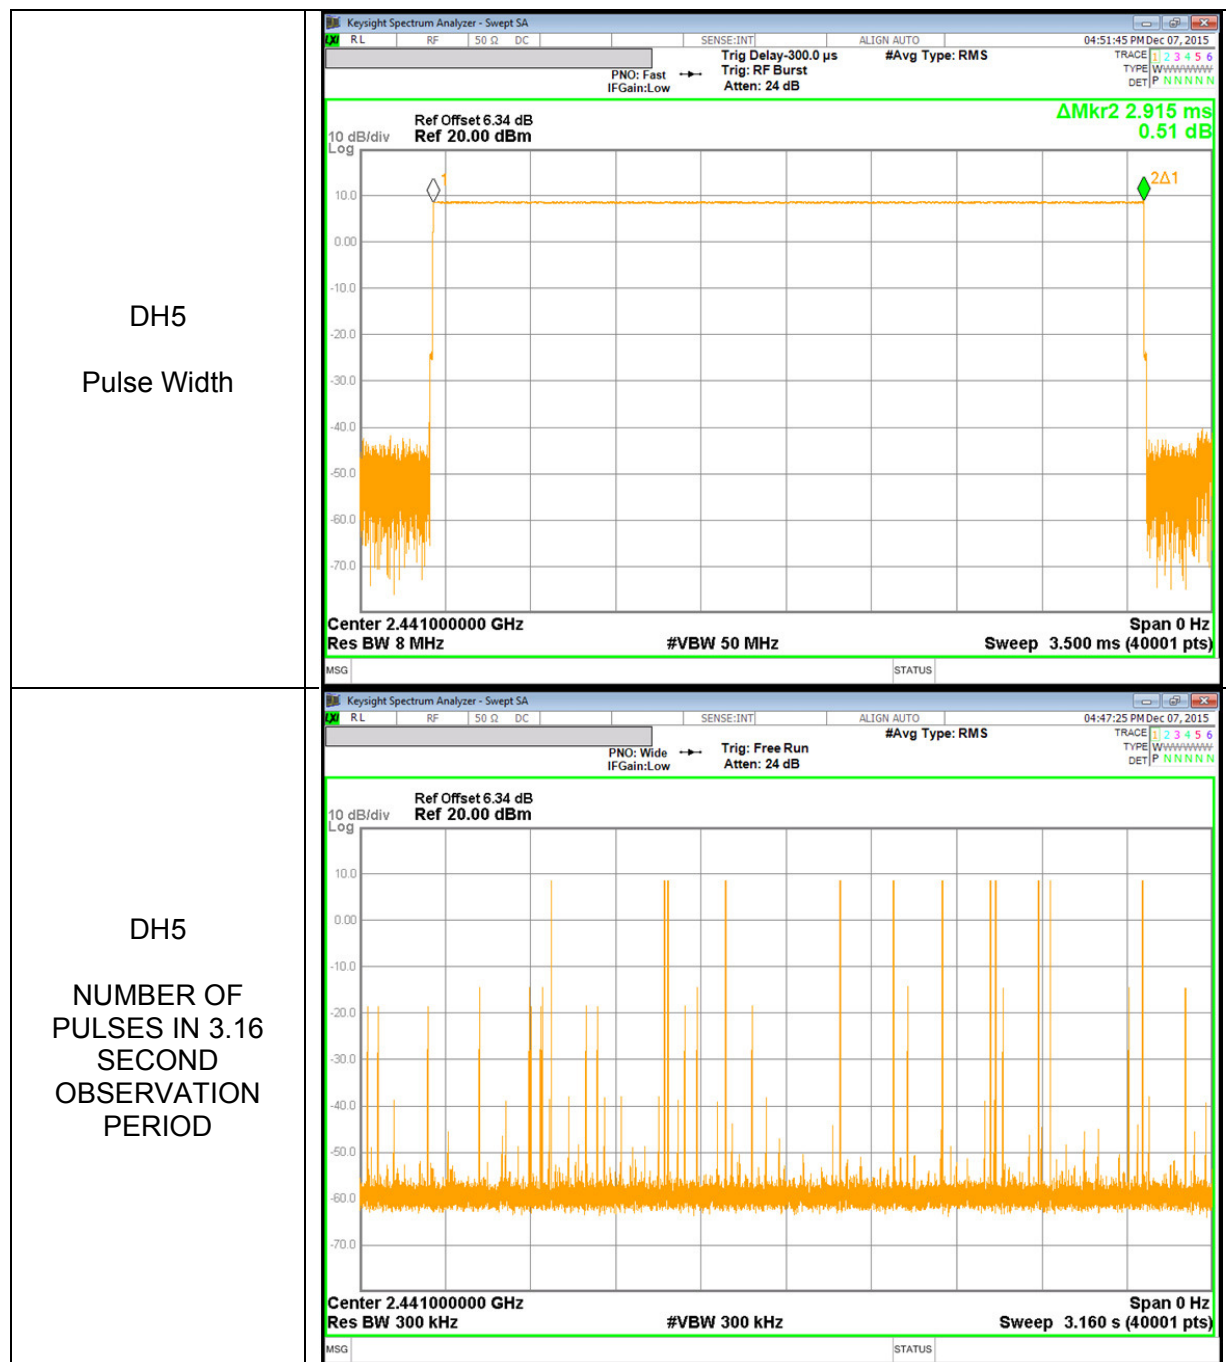 DH5
Pulse Width
Keysight Spectrum Analyzer - Swept SA
LXI RL RF 50 Ω DC SENSE:INT ALIGN AUTO 04:51:45 PM Dec 07, 2015
Trig Delay-300.0 µs #Avg Type: RMS TRACE 1 2 3 4 5 6
PNO: Fast Trig: RF Burst TYPE WWWWWW
IFGain:Low Atten: 24 dB DET P N N N N N
ΔMkr2 2.915 ms
0.51 dB
Ref Offset 6.34 dB
10 dB/div Ref 20.00 dBm
Log
1
2Δ1
10.0
0.00
-10.0
-20.0
-30.0
-40.0
-50.0
-60.0
-70.0
Center 2.441000000 GHz Span 0 Hz
Res BW 8 MHz #VBW 50 MHz Sweep 3.500 ms (40001 pts)
MSG STATUS
DH5
NUMBER OF
PULSES IN 3.16
SECOND
OBSERVATION
PERIOD
Keysight Spectrum Analyzer - Swept SA
LXI RL RF 50 Ω DC SENSE:INT ALIGN AUTO 04:47:25 PM Dec 07, 2015
#Avg Type: RMS TRACE 1 2 3 4 5 6
PNO: Wide Trig: Free Run TYPE WWWWWW
IFGain:Low Atten: 24 dB DET P N N N N N
Ref Offset 6.34 dB
10 dB/div Ref 20.00 dBm
Log
10.0
0.00
-10.0
-20.0
-30.0
-40.0
-50.0
-60.0
-70.0
Center 2.441000000 GHz Span 0 Hz
Res BW 300 kHz #VBW 300 kHz Sweep 3.160 s (40001 pts)
MSG STATUS